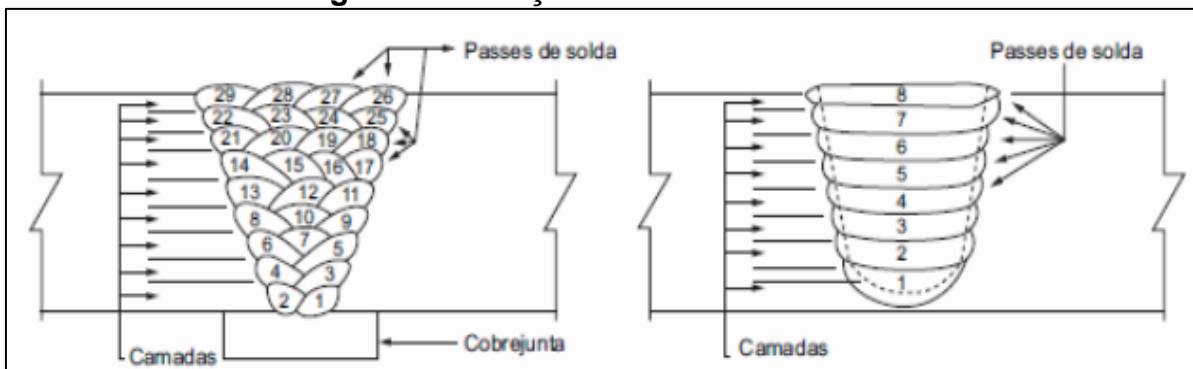 Passes de solda
29 28 27 26
22 23 24 25
21 20 19 18
14 15 16 17
13 12 11
8 10 9
6 7 5
4 3
2 1
Camadas
Cobrejunta
Passes de solda
8
7
6
5
4
3
2
1
Camadas